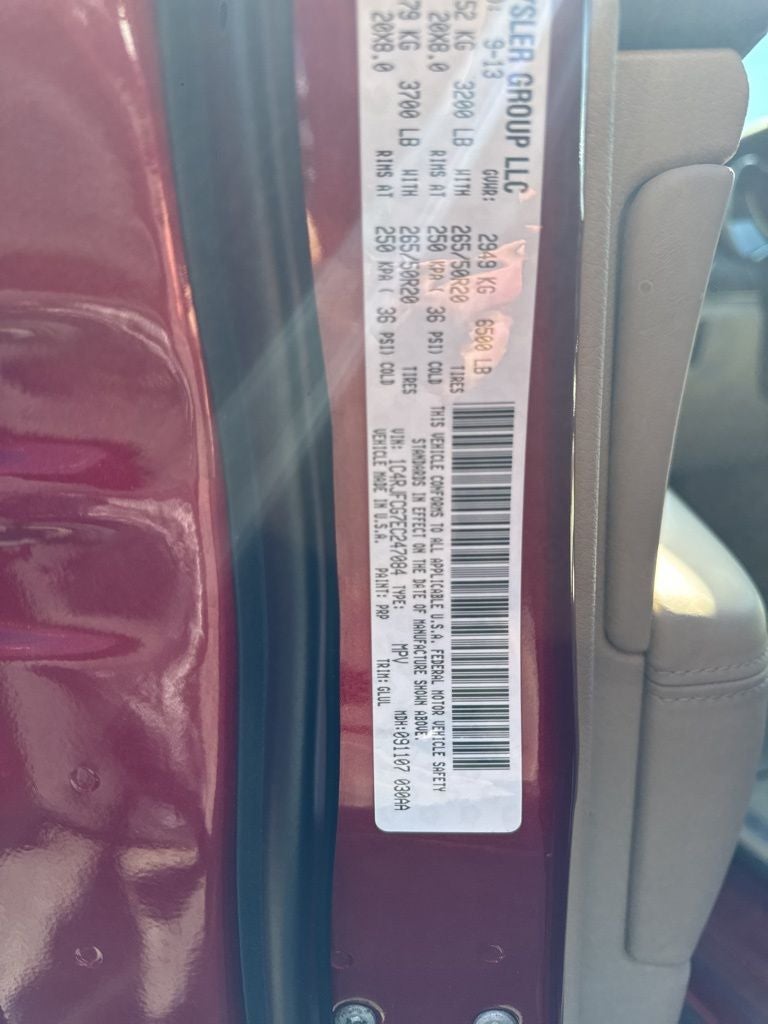 YSLER GROUP LLC
9-13 GVWR: 2949 KG 6500 LB
52 KG 3200 LB WITH 265/50R20 TIRES
20X8.0 RIMS AT 250 KPA( 36 PSI) COLD
79 KG 3700 LB WITH 265/50R20 TIRES
20X8.0 RIMS AT 250 KPA( 36 PSI) COLD
THIS VEHICLE CONFORMS TO ALL APPLICABLE U.S.A. FEDERAL MOTOR VEHICLE SAFETY
STANDARDS IN EFFECT ON THE DATE OF MANUFACTURE SHOWN ABOVE.
VIN: 1C4RJFCG7EC247084 TYPE: MPV MDH:091107 030AA
VEHICLE MADE IN U.S.A. PAINT: PRP TRIM: GLUL